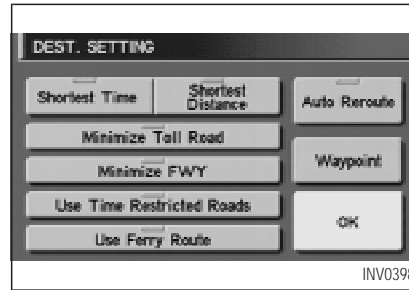 DEST. SETTING
Shortest Time
Shortest
Distance
Auto Reroute
Minimize Toll Road
Minimize FWY
Waypoint
Use Time Restricted Roads
OK
Use Ferry Route
INV0398